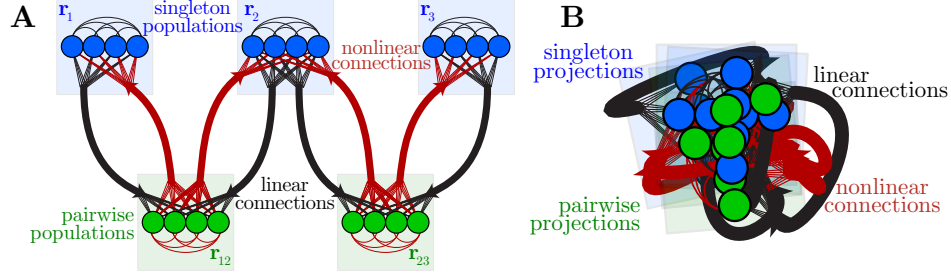 A
r1
singleton
populations
r2
nonlinear
connections
r3
linear
connections
pairwise
populations
r12
r23
B
singleton
projections
linear
connections
pairwise
projections
nonlinear
connections